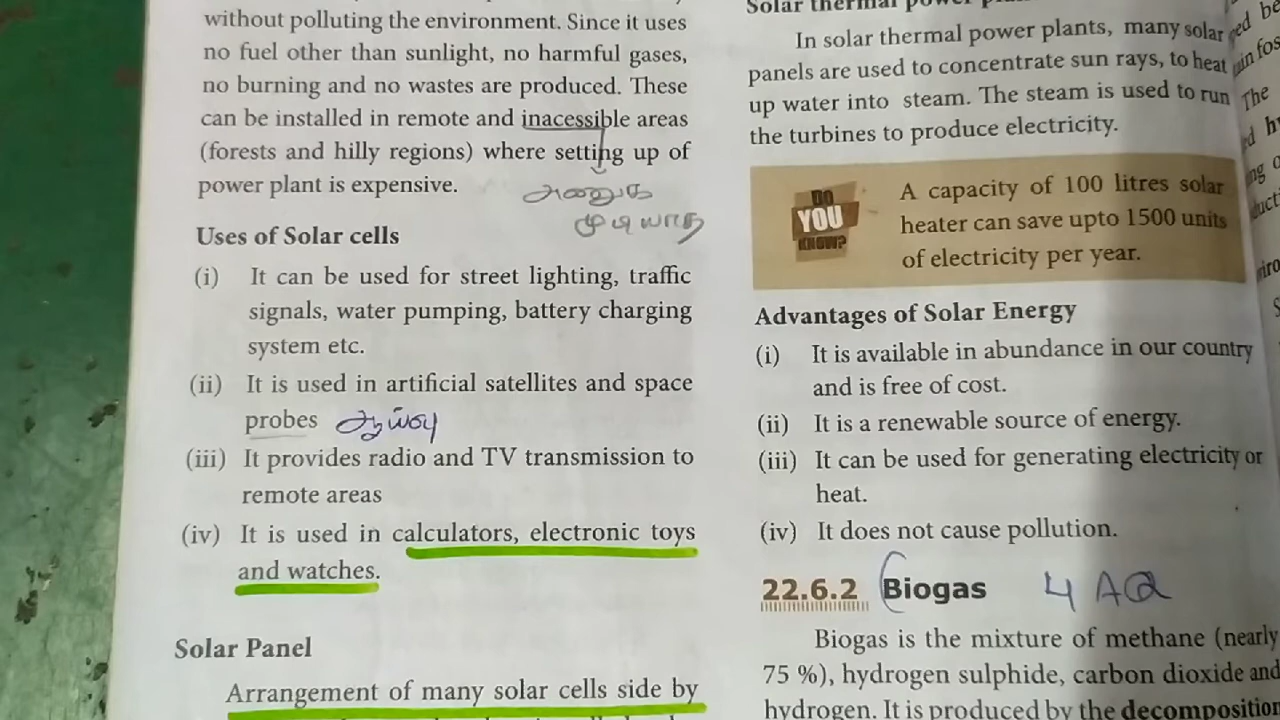 without polluting the environment. Since it uses
no fuel other than sunlight, no harmful gases,
no burning and no wastes are produced. These
can be installed in remote and inacessible areas
(forests and hilly regions) where setting up of
power plant is expensive.
அணுக
முடியாத
Uses of Solar cells
(i) It can be used for street lighting, traffic
signals, water pumping, battery charging
system etc.
(ii) It is used in artificial satellites and space
probes ஆய்வு
(iii) It provides radio and TV transmission to
remote areas
(iv) It is used in calculators, electronic toys
and watches.
Solar Panel
Arrangement of many solar cells side by
Solar thermal power
In solar thermal power plants, many solar
panels are used to concentrate sun rays, to heat
up water into steam. The steam is used to run
the turbines to produce electricity.
DO
YOU
KNOW?
A capacity of 100 litres solar
heater can save upto 1500 units
of electricity per year.
Advantages of Solar Energy
(i) It is available in abundance in our country
and is free of cost.
(ii) It is a renewable source of energy.
(iii) It can be used for generating electricity or
heat.
(iv) It does not cause pollution.
22.6.2 Biogas 4 AQ
Biogas is the mixture of methane (nearly
75 %), hydrogen sulphide, carbon dioxide and
hydrogen. It is produced by the decomposition
The